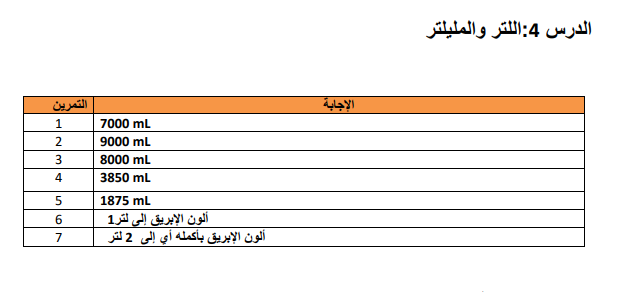 الدرس 4:اللتر والمليلتر
التمرين الإجابة
1 7000 mL
2 9000 mL
3 8000 mL
4 3850 mL
5 1875 mL
6 ألون الإبريق إلى لتر1
7 ألون الإبريق بأكمله أي إلى 2 لتر